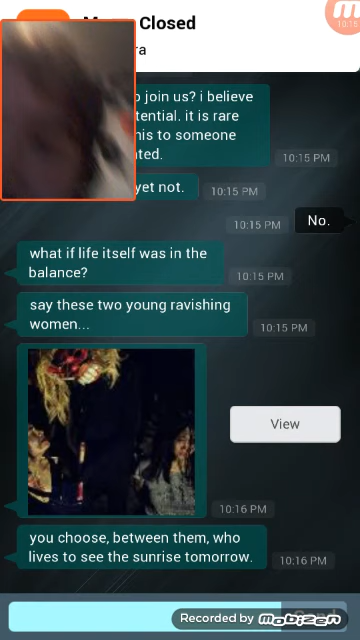 Closed
10:15
ra
o join us? i believe
tential. it is rare
his to someone
ated.
10:15 PM
yet not.
10:15 PM
10:15 PM
No.
what if life itself was in the
balance?
10:15 PM
say these two young ravishing
women...
10:15 PM
View
10:16 PM
you choose, between them, who
lives to see the sunrise tomorrow.
10:16 PM
Recorded by MOBIZEN